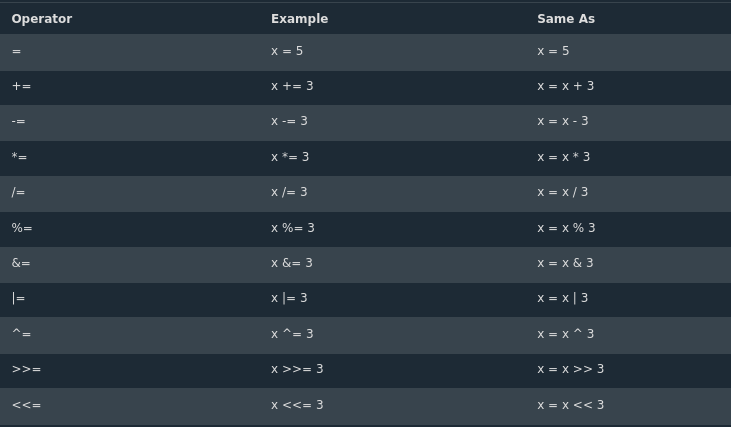 Operator Example Same As
= x = 5 x = 5
+= x += 3 x = x + 3
-= x -= 3 x = x - 3
*= x *= 3 x = x * 3
/= x /= 3 x = x / 3
%= x %= 3 x = x % 3
&= x &= 3 x = x & 3
|= x |= 3 x = x | 3
^= x ^= 3 x = x ^ 3
>>= x >>= 3 x = x >> 3
<<= x <<= 3 x = x << 3